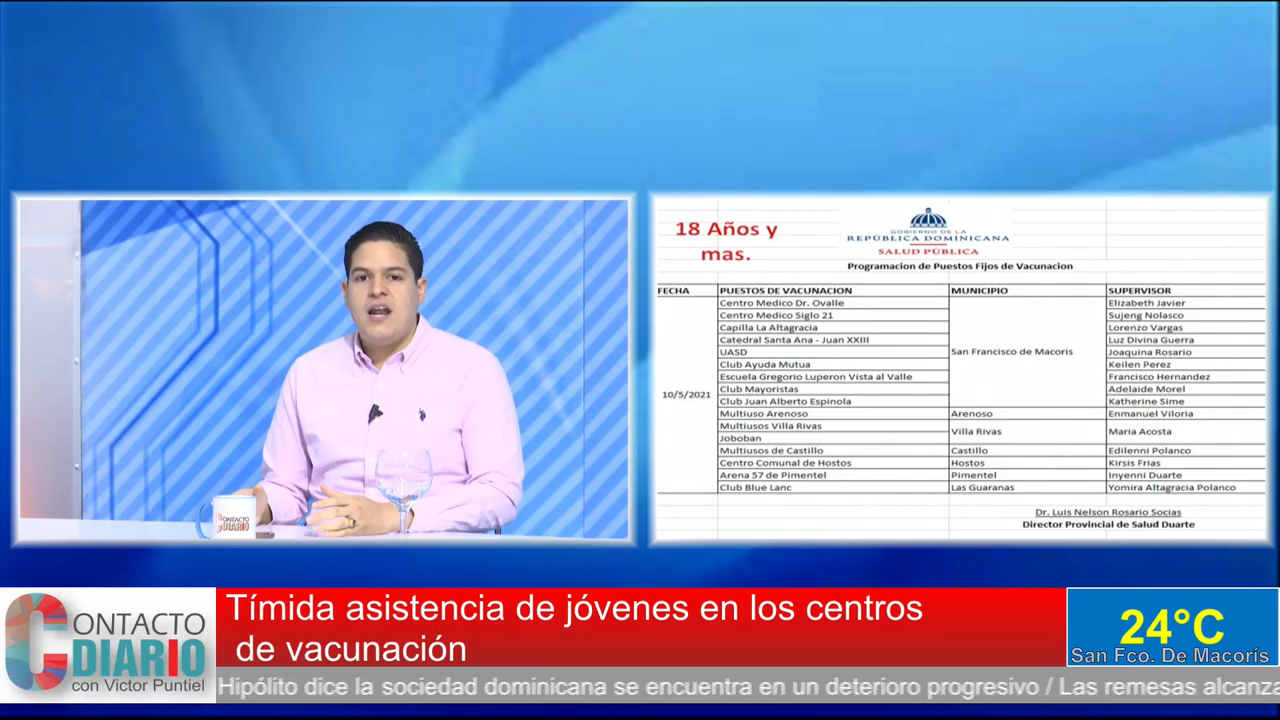 18 Años y
mas.
GOBIERNO DE LA
REPÚBLICA DOMINICANA
SALUD PÚBLICA
Programacion de Puestos Fijos de Vacunacion
FECHA PUESTOS DE VACUNACION MUNICIPIO SUPERVISOR
Centro Medico Dr. Ovalle Elizabeth Javier
Centro Medico Siglo 21 Sujeng Nolasco
Capilla La Altagracia Lorenzo Vargas
Catedral Santa Ana - Juan XXIII Luz Divina Guerra
UASD San Francisco de Macoris Joaquina Rosario
Club Ayuda Mutua Keilen Perez
Escuela Gregorio Luperon Vista al Valle Francisco Hernandez
Club Mayoristas Adelaide Morel
10/5/2021 Club Juan Alberto Espinola Katherine Sime
Multiuso Arenoso Arenoso Enmanuel Viloria
Multiusos Villa Rivas Villa Rivas Maria Acosta
Joboban
Multiusos de Castillo Castillo Edilenni Polanco
Centro Comunal de Hostos Hostos Kirsis Frias
Arena 57 de Pimentel Pimentel Inyenni Duarte
Club Blue Lanc Las Guaranas Yomira Altagracia Polanco
Dr. Luis Nelson Rosario Socias
Director Provincial de Salud Duarte
CONTACTO
DIARIO
CONTACTO
DIARIO
con Víctor Puntiel
Tímida asistencia de jóvenes en los centros
de vacunación
24°C
San Fco. De Macorís
Hipólito dice la sociedad dominicana se encuentra en un deterioro progresivo / Las remesas alcanza